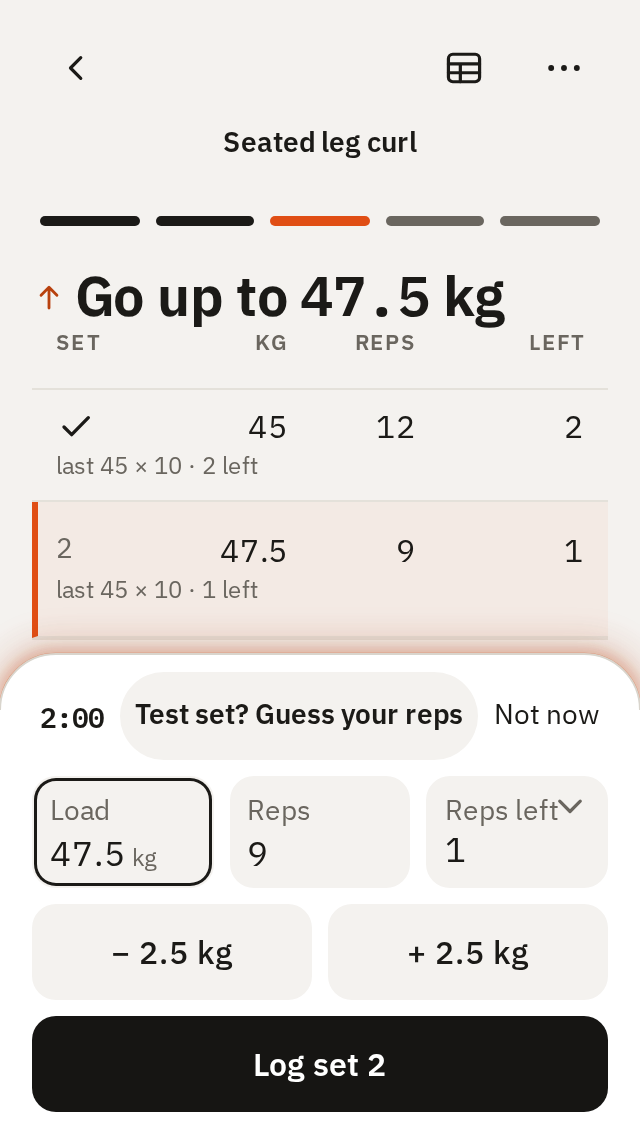 Seated leg curl
Go up to 47.5 kg
SET KG REPS LEFT
45 12 2
last 45 × 10 · 2 left
2 47.5 9 1
last 45 × 10 · 1 left
2:00 Test set? Guess your reps Not now
Load Reps Reps left
47.5 kg 9 1
− 2.5 kg + 2.5 kg
Log set 2